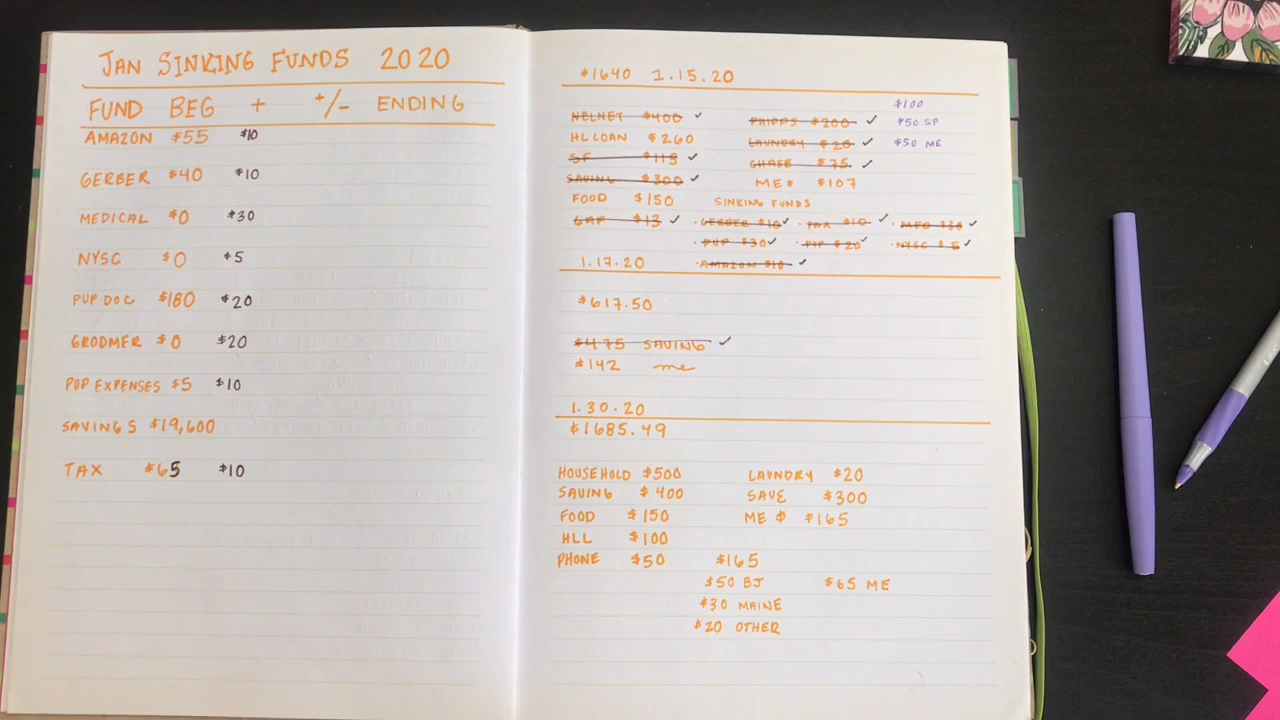 JAN SINKING FUNDS 2020
FUND BEG + +/- ENDING
AMAZON $55 $10
GERBER $40 $10
MEDICAL $0 $30
NYSC $0 $5
PUP DOC $180 $20
GROOMER $0 $20
PUP EXPENSES $5 $10
SAVINGS $19,600
TAX $65 $10
$1640 1.15.20
$100
NELNET $400 ✓ PHIPPS $200 ✓ $50 SF
HL LOAN $260 LAUNDRY $20 ✓ $50 ME
SF $115 ✓ CHASE $75 ✓
SAVING $300 ✓ ME $107
FOOD $150 SINKING FUNDS
GAP $13 ✓ · GERBER $10 ✓ · TAX $10 ✓ · MED $30 ✓
· PUP $30 ✓ · PIP $20 ✓ · NYSC $5 ✓
1.17.20 · AMAZON $10 ✓
$617.50
$475 SAVING ✓
$142 me
1.30.20
$1685.49
HOUSEHOLD $500 LAUNDRY $20
SAVING $400 SAVE $300
FOOD $150 ME $ $165
HLL $100
PHONE $50 $165
$50 BJ $65 ME
$30 MAINE
$20 OTHER